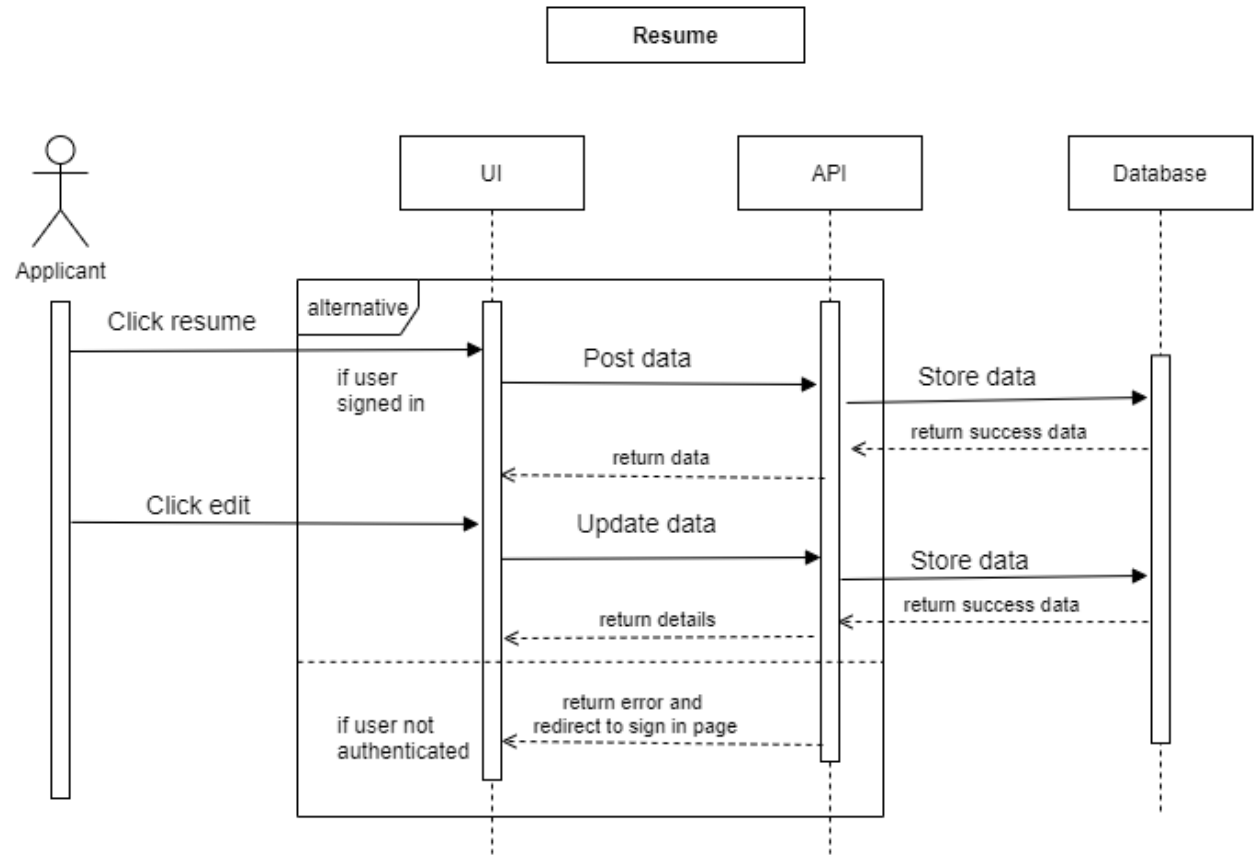 Resume
UI
API
Database
Applicant
alternative
Click resume
if user
signed in
Post data
Store data
return success data
return data
Click edit
Update data
Store data
return success data
return details
return error and
redirect to sign in page
if user not
authenticated